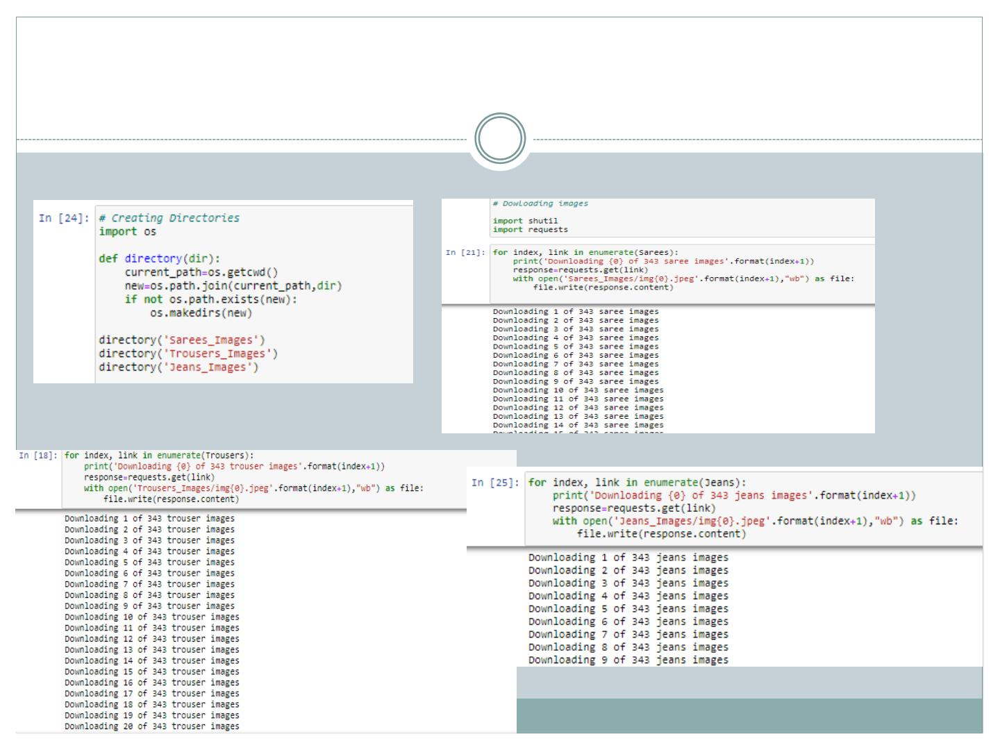 In [24]: # Creating Directories
import os
def directory(dir):
    current_path=os.getcwd()
    new=os.path.join(current_path,dir)
    if not os.path.exists(new):
        os.makedirs(new)
directory('Sarees_Images')
directory('Trousers_Images')
directory('Jeans_Images')
# DowLoading images
import shutil
import requests
In [21]: for index, link in enumerate(Sarees):
    print('Downloading {0} of 343 saree images'.format(index+1))
    response=requests.get(link)
    with open('Sarees_Images/img{0}.jpeg'.format(index+1),"wb") as file:
        file.write(response.content)
Downloading 1 of 343 saree images
Downloading 2 of 343 saree images
Downloading 3 of 343 saree images
Downloading 4 of 343 saree images
Downloading 5 of 343 saree images
Downloading 6 of 343 saree images
Downloading 7 of 343 saree images
Downloading 8 of 343 saree images
Downloading 9 of 343 saree images
Downloading 10 of 343 saree images
Downloading 11 of 343 saree images
Downloading 12 of 343 saree images
Downloading 13 of 343 saree images
Downloading 14 of 343 saree images
In [18]: for index, link in enumerate(Trousers):
    print('Downloading {0} of 343 trouser images'.format(index+1))
    response=requests.get(link)
    with open('Trousers_Images/img{0}.jpeg'.format(index+1),"wb") as file:
        file.write(response.content)
Downloading 1 of 343 trouser images
Downloading 2 of 343 trouser images
Downloading 3 of 343 trouser images
Downloading 4 of 343 trouser images
Downloading 5 of 343 trouser images
Downloading 6 of 343 trouser images
Downloading 7 of 343 trouser images
Downloading 8 of 343 trouser images
Downloading 9 of 343 trouser images
Downloading 10 of 343 trouser images
Downloading 11 of 343 trouser images
Downloading 12 of 343 trouser images
Downloading 13 of 343 trouser images
Downloading 14 of 343 trouser images
Downloading 15 of 343 trouser images
Downloading 16 of 343 trouser images
Downloading 17 of 343 trouser images
Downloading 18 of 343 trouser images
Downloading 19 of 343 trouser images
Downloading 20 of 343 trouser images
In [25]: for index, link in enumerate(Jeans):
    print('Downloading {0} of 343 jeans images'.format(index+1))
    response=requests.get(link)
    with open('Jeans_Images/img{0}.jpeg'.format(index+1),"wb") as file:
        file.write(response.content)
Downloading 1 of 343 jeans images
Downloading 2 of 343 jeans images
Downloading 3 of 343 jeans images
Downloading 4 of 343 jeans images
Downloading 5 of 343 jeans images
Downloading 6 of 343 jeans images
Downloading 7 of 343 jeans images
Downloading 8 of 343 jeans images
Downloading 9 of 343 jeans images